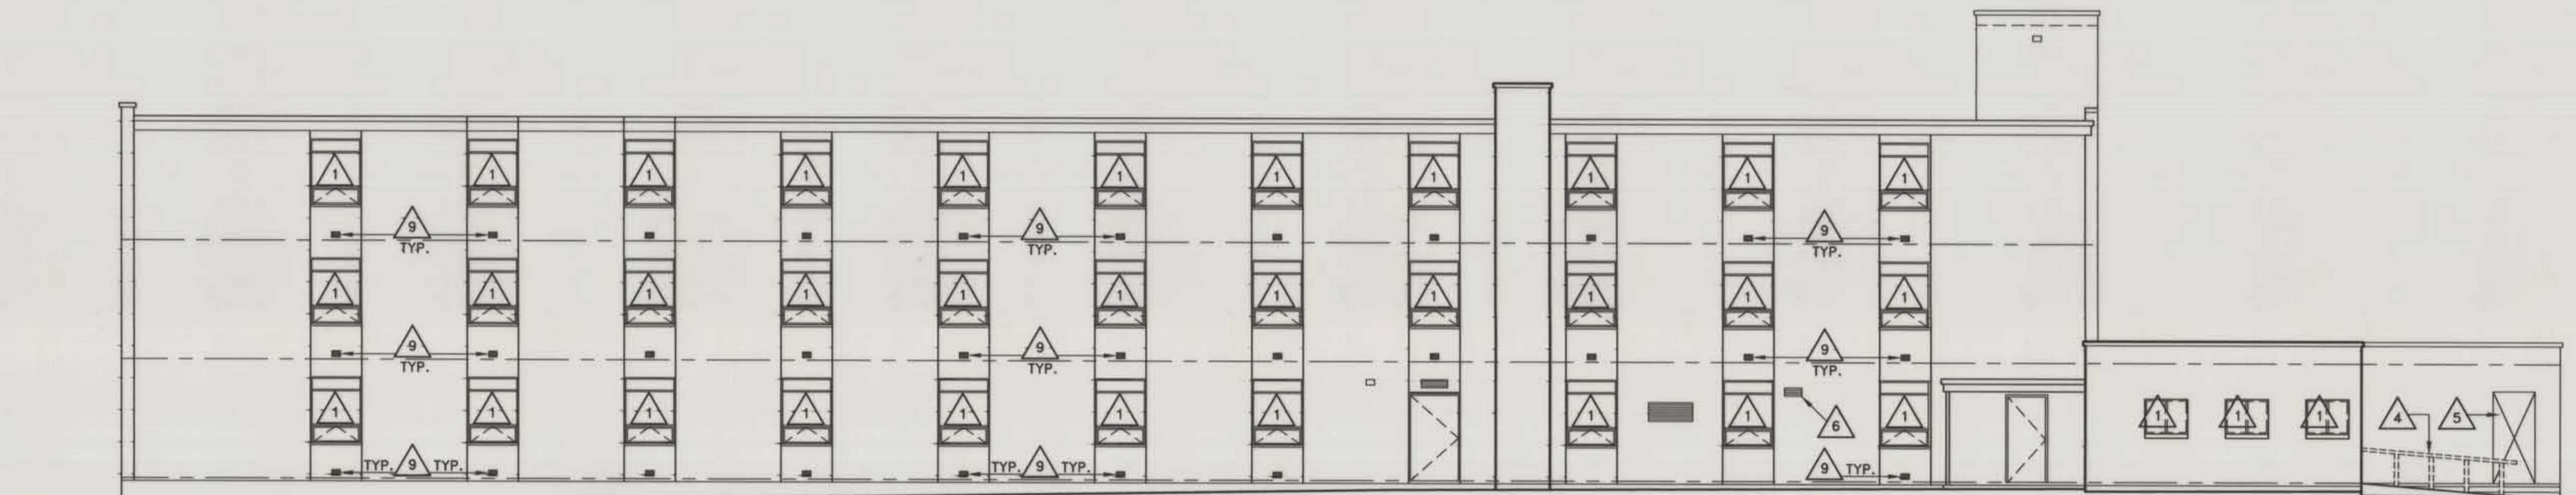 1 1 1 1 1 1 1 1 1 1 1
9 9 9
TYP. TYP. TYP.
1 1 1 1 1 1 1 1 1 1 1
9 9 9
TYP. TYP. TYP.
1 1 1 1 1 1 1 1 1 1 1 1 1 4 5
6
TYP. 9 TYP. TYP. 9 TYP. 9 TYP.